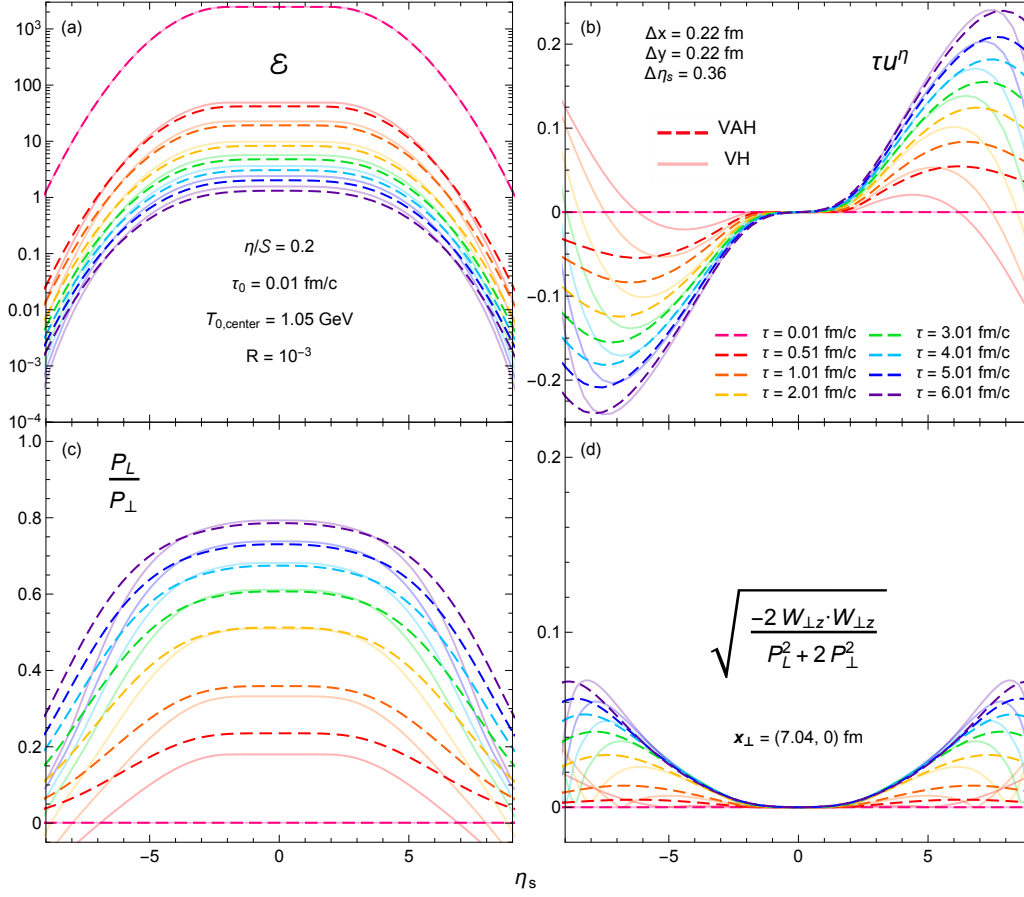 (a)
ℰ
10³
100
10
1
0.1
0.01
10⁻³
10⁻⁴
η/𝒮 = 0.2
τ₀ = 0.01 fm/c
T₀,center = 1.05 GeV
R = 10⁻³
(b)
Δx = 0.22 fm
Δy = 0.22 fm
Δηₛ = 0.36
τu^η
VAH
VH
0.2
0.1
0
−0.1
−0.2
τ = 0.01 fm/c
τ = 0.51 fm/c
τ = 1.01 fm/c
τ = 2.01 fm/c
τ = 3.01 fm/c
τ = 4.01 fm/c
τ = 5.01 fm/c
τ = 6.01 fm/c
(c)
P_L
P_⊥
1.0
0.8
0.6
0.4
0.2
0
−5
0
5
(d)
0.2
0.1
0
√
−2 W_⊥z·W_⊥z
P_L² + 2 P_⊥²
x_⊥ = (7.04, 0) fm
−5
0
5
ηₛ